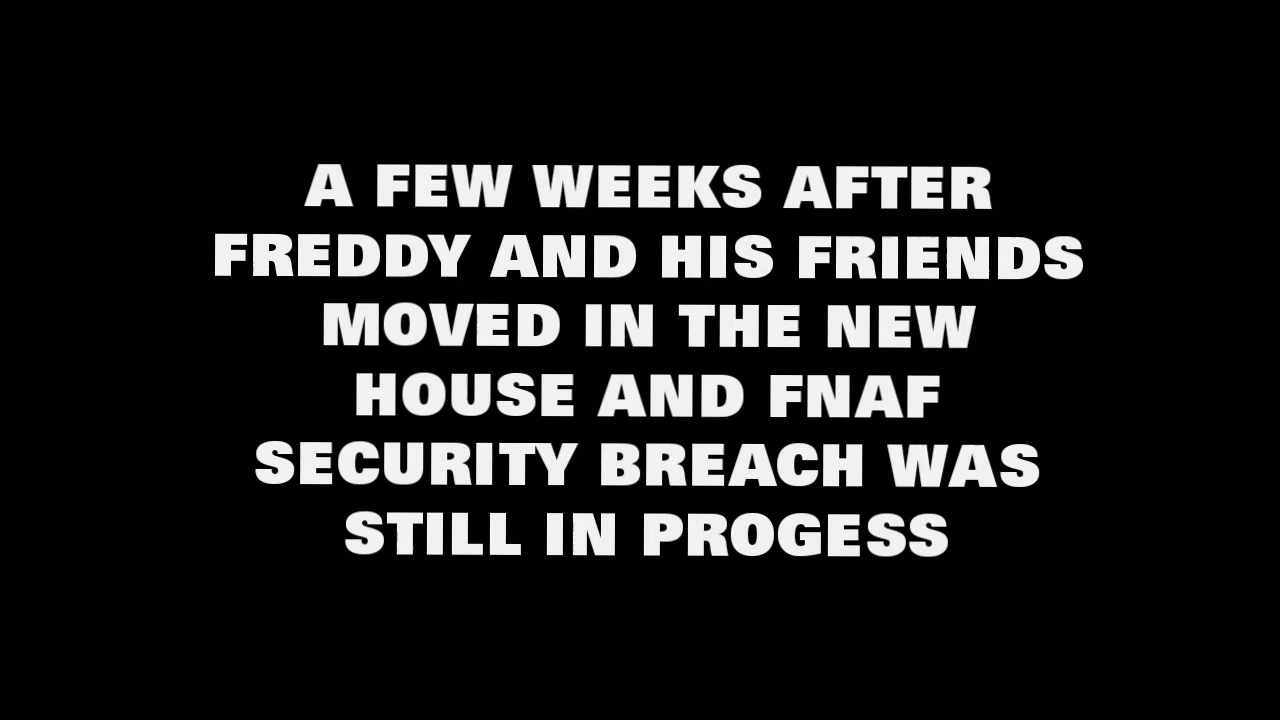 A FEW WEEKS AFTER
FREDDY AND HIS FRIENDS
MOVED IN THE NEW
HOUSE AND FNAF
SECURITY BREACH WAS
STILL IN PROGESS